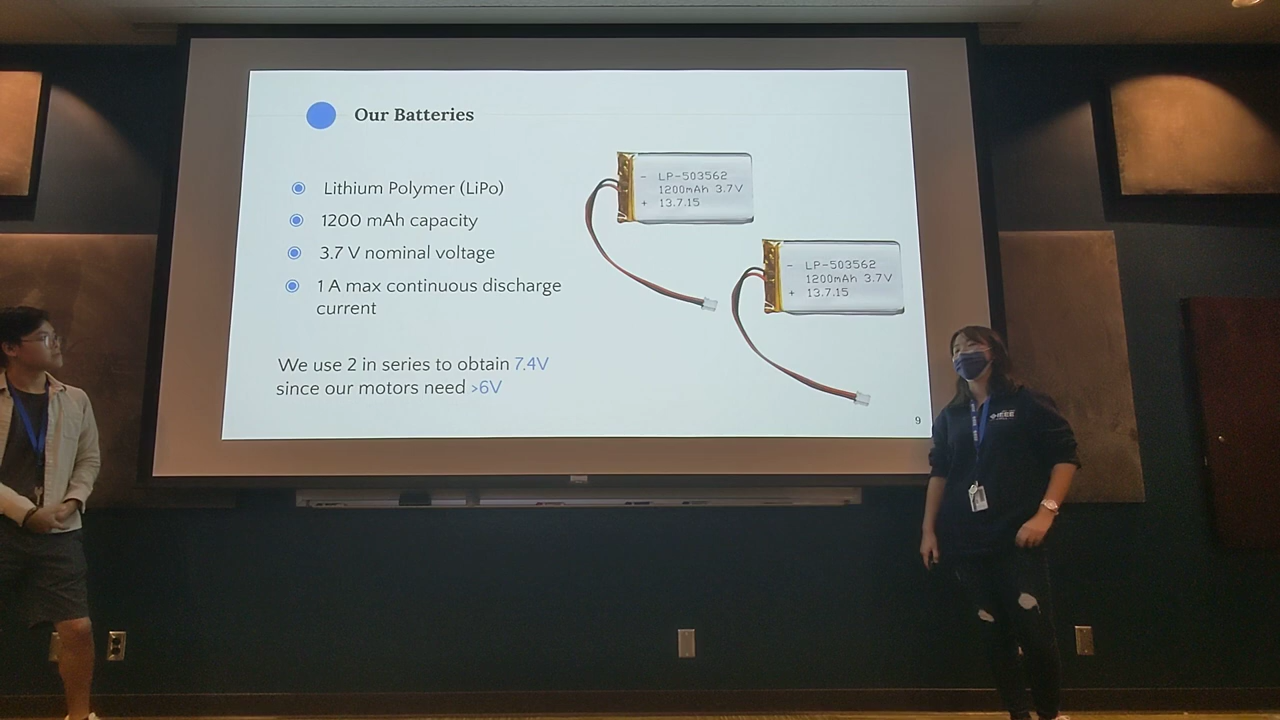 Our Batteries
Lithium Polymer (LiPo)
1200 mAh capacity
3.7 V nominal voltage
1 A max continuous discharge
current
We use 2 in series to obtain 7.4V
since our motors need >6V
- LP-503562
1200mAh 3.7V
+ 13.7.15
- LP-503562
1200mAh 3.7V
+ 13.7.15
9
IEEE